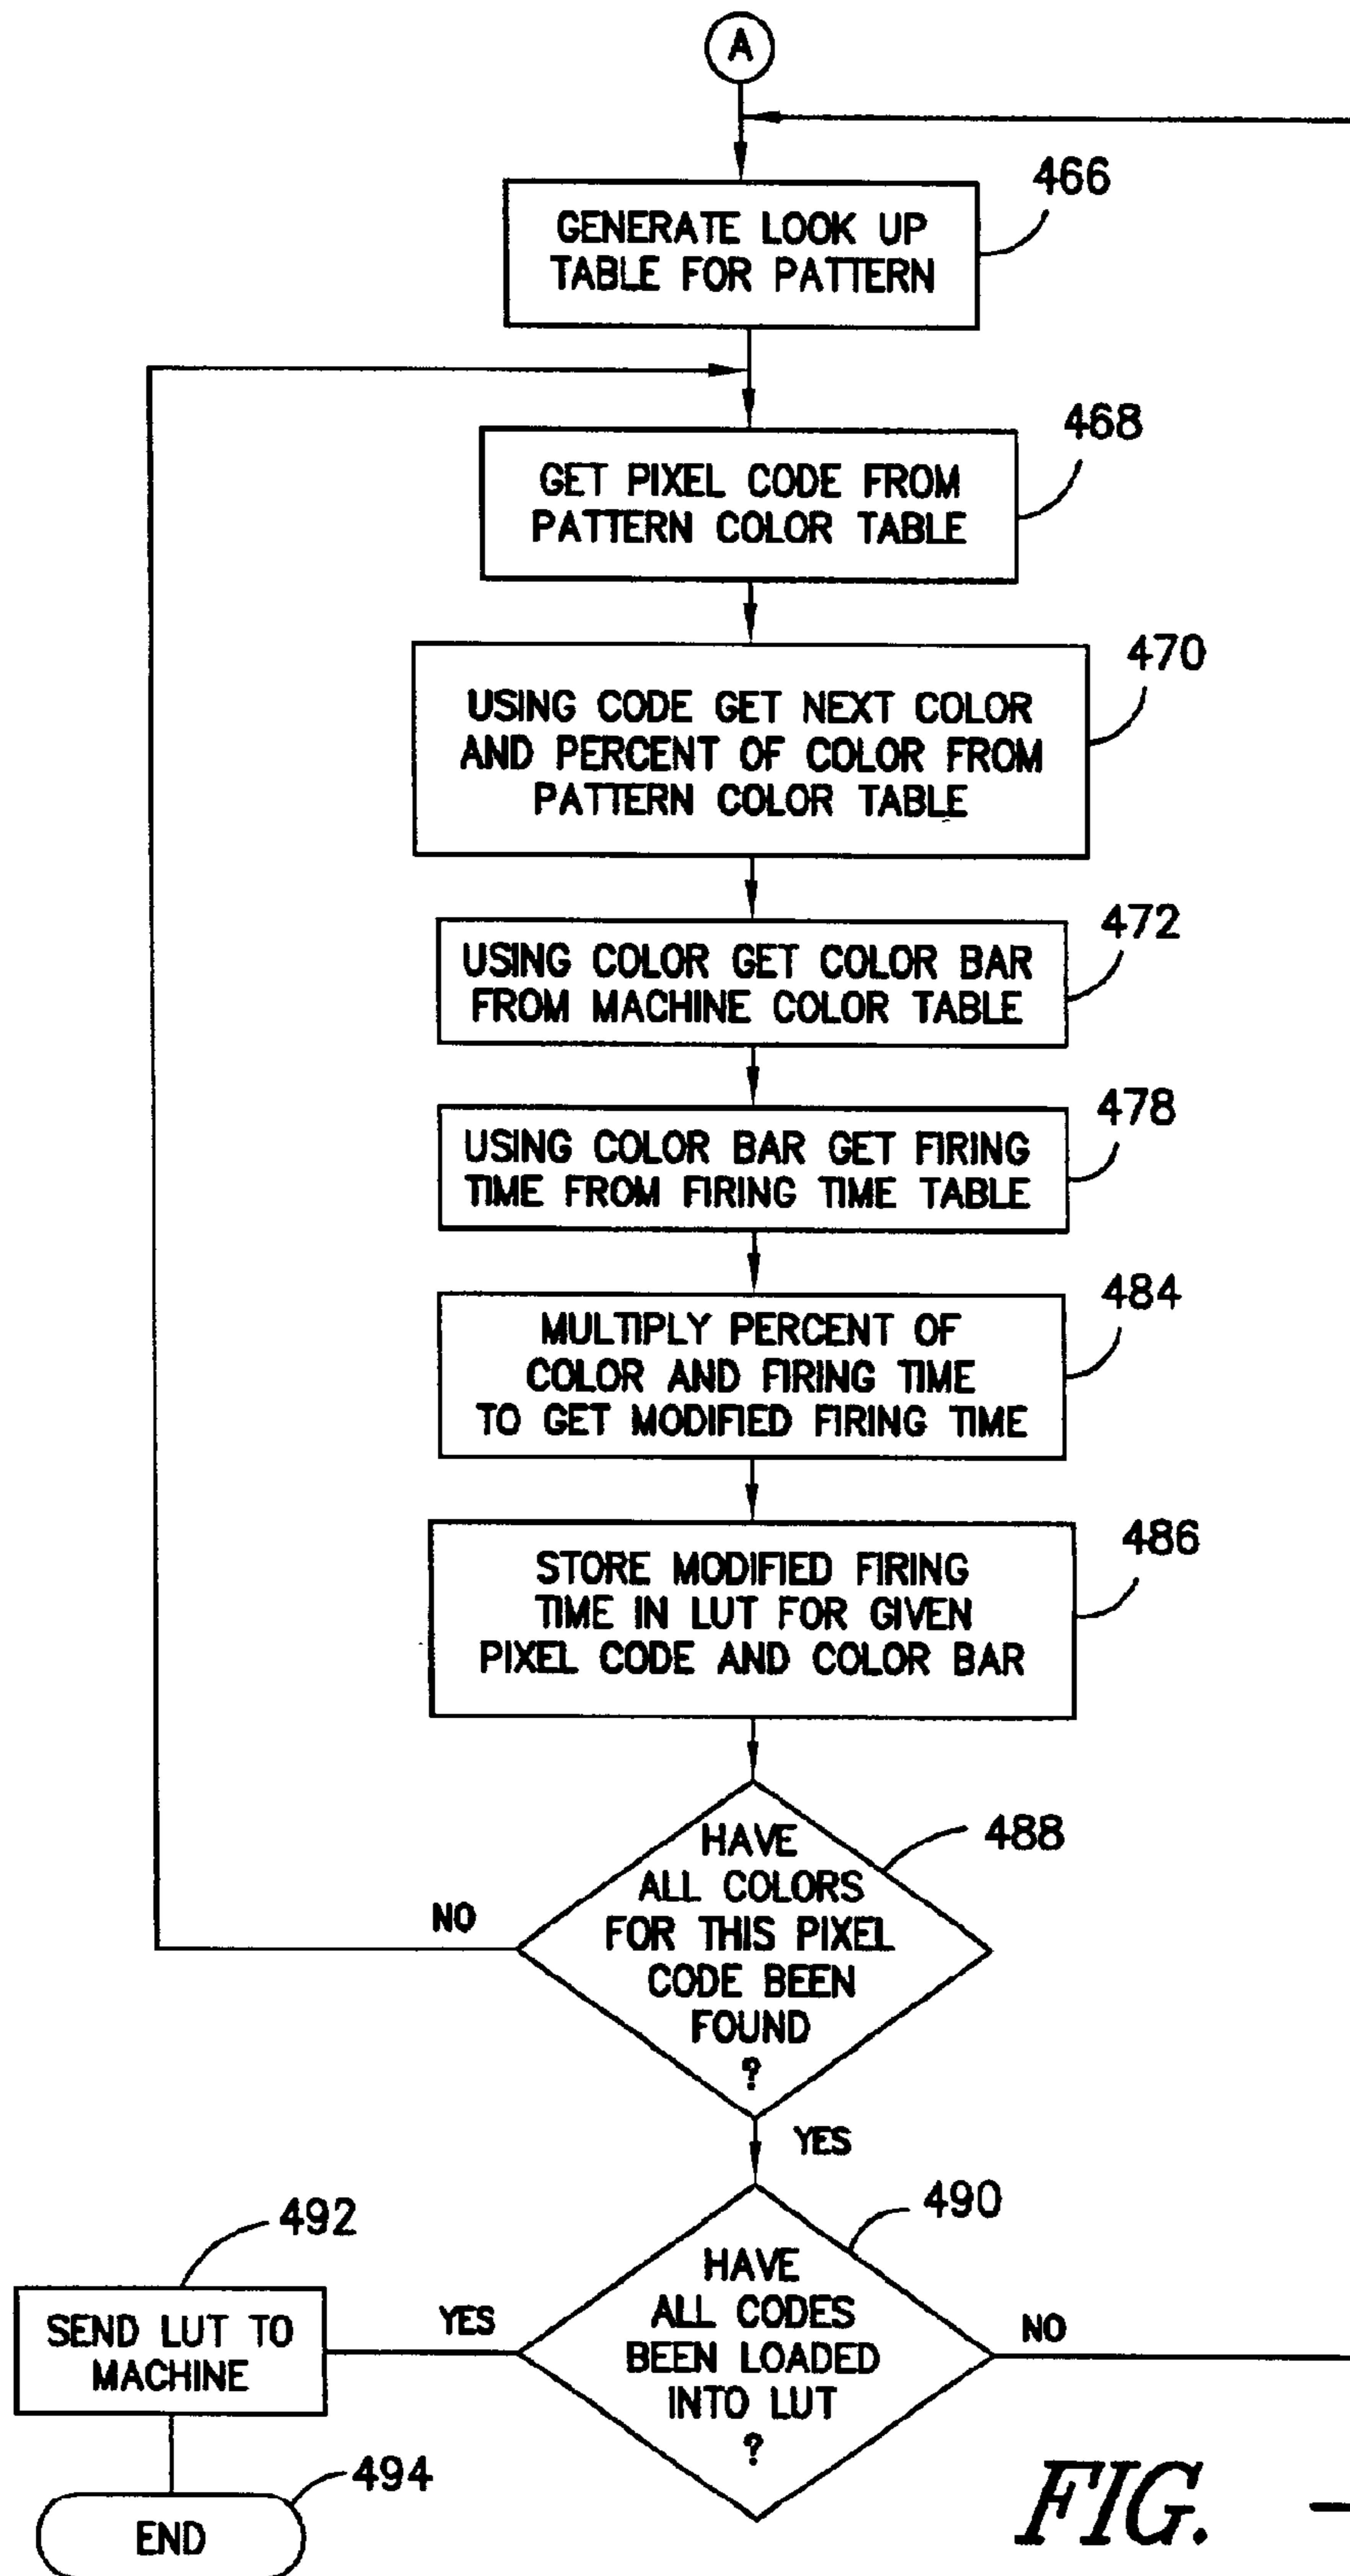 A
466
GENERATE LOOK UP
TABLE FOR PATTERN
468
GET PIXEL CODE FROM
PATTERN COLOR TABLE
470
USING CODE GET NEXT COLOR
AND PERCENT OF COLOR FROM
PATTERN COLOR TABLE
472
USING COLOR GET COLOR BAR
FROM MACHINE COLOR TABLE
478
USING COLOR BAR GET FIRING
TIME FROM FIRING TIME TABLE
484
MULTIPLY PERCENT OF
COLOR AND FIRING TIME
TO GET MODIFIED FIRING TIME
486
STORE MODIFIED FIRING
TIME IN LUT FOR GIVEN
PIXEL CODE AND COLOR BAR
488
HAVE
ALL COLORS
FOR THIS PIXEL
CODE BEEN
FOUND
?
NO
YES
490
HAVE
ALL CODES
BEEN LOADED
INTO LUT
?
YES
NO
492
SEND LUT TO
MACHINE
494
END
FIG. -